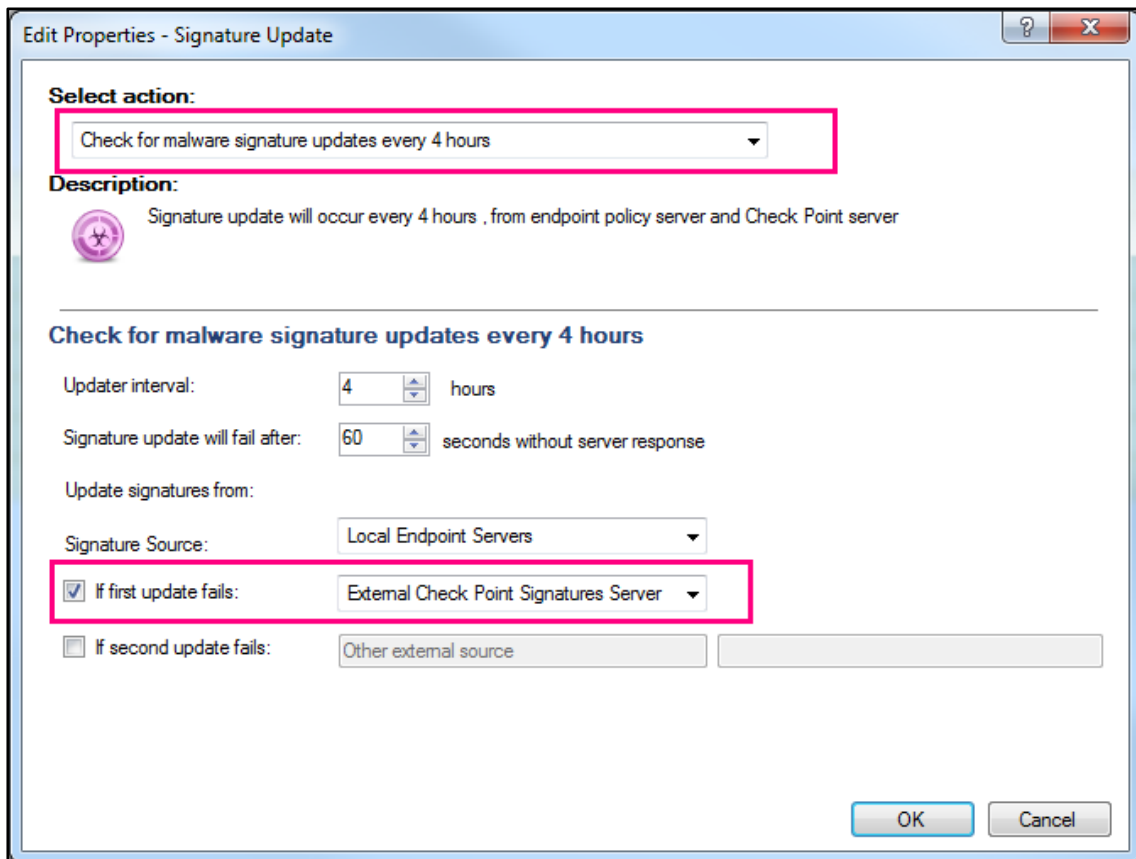 Edit Properties - Signature Update
Select action:
Check for malware signature updates every 4 hours
Description:
Signature update will occur every 4 hours , from endpoint policy server and Check Point server
Check for malware signature updates every 4 hours
Updater interval: 4 hours
Signature update will fail after: 60 seconds without server response
Update signatures from:
Signature Source: Local Endpoint Servers
If first update fails: External Check Point Signatures Server
If second update fails: Other external source
OK Cancel